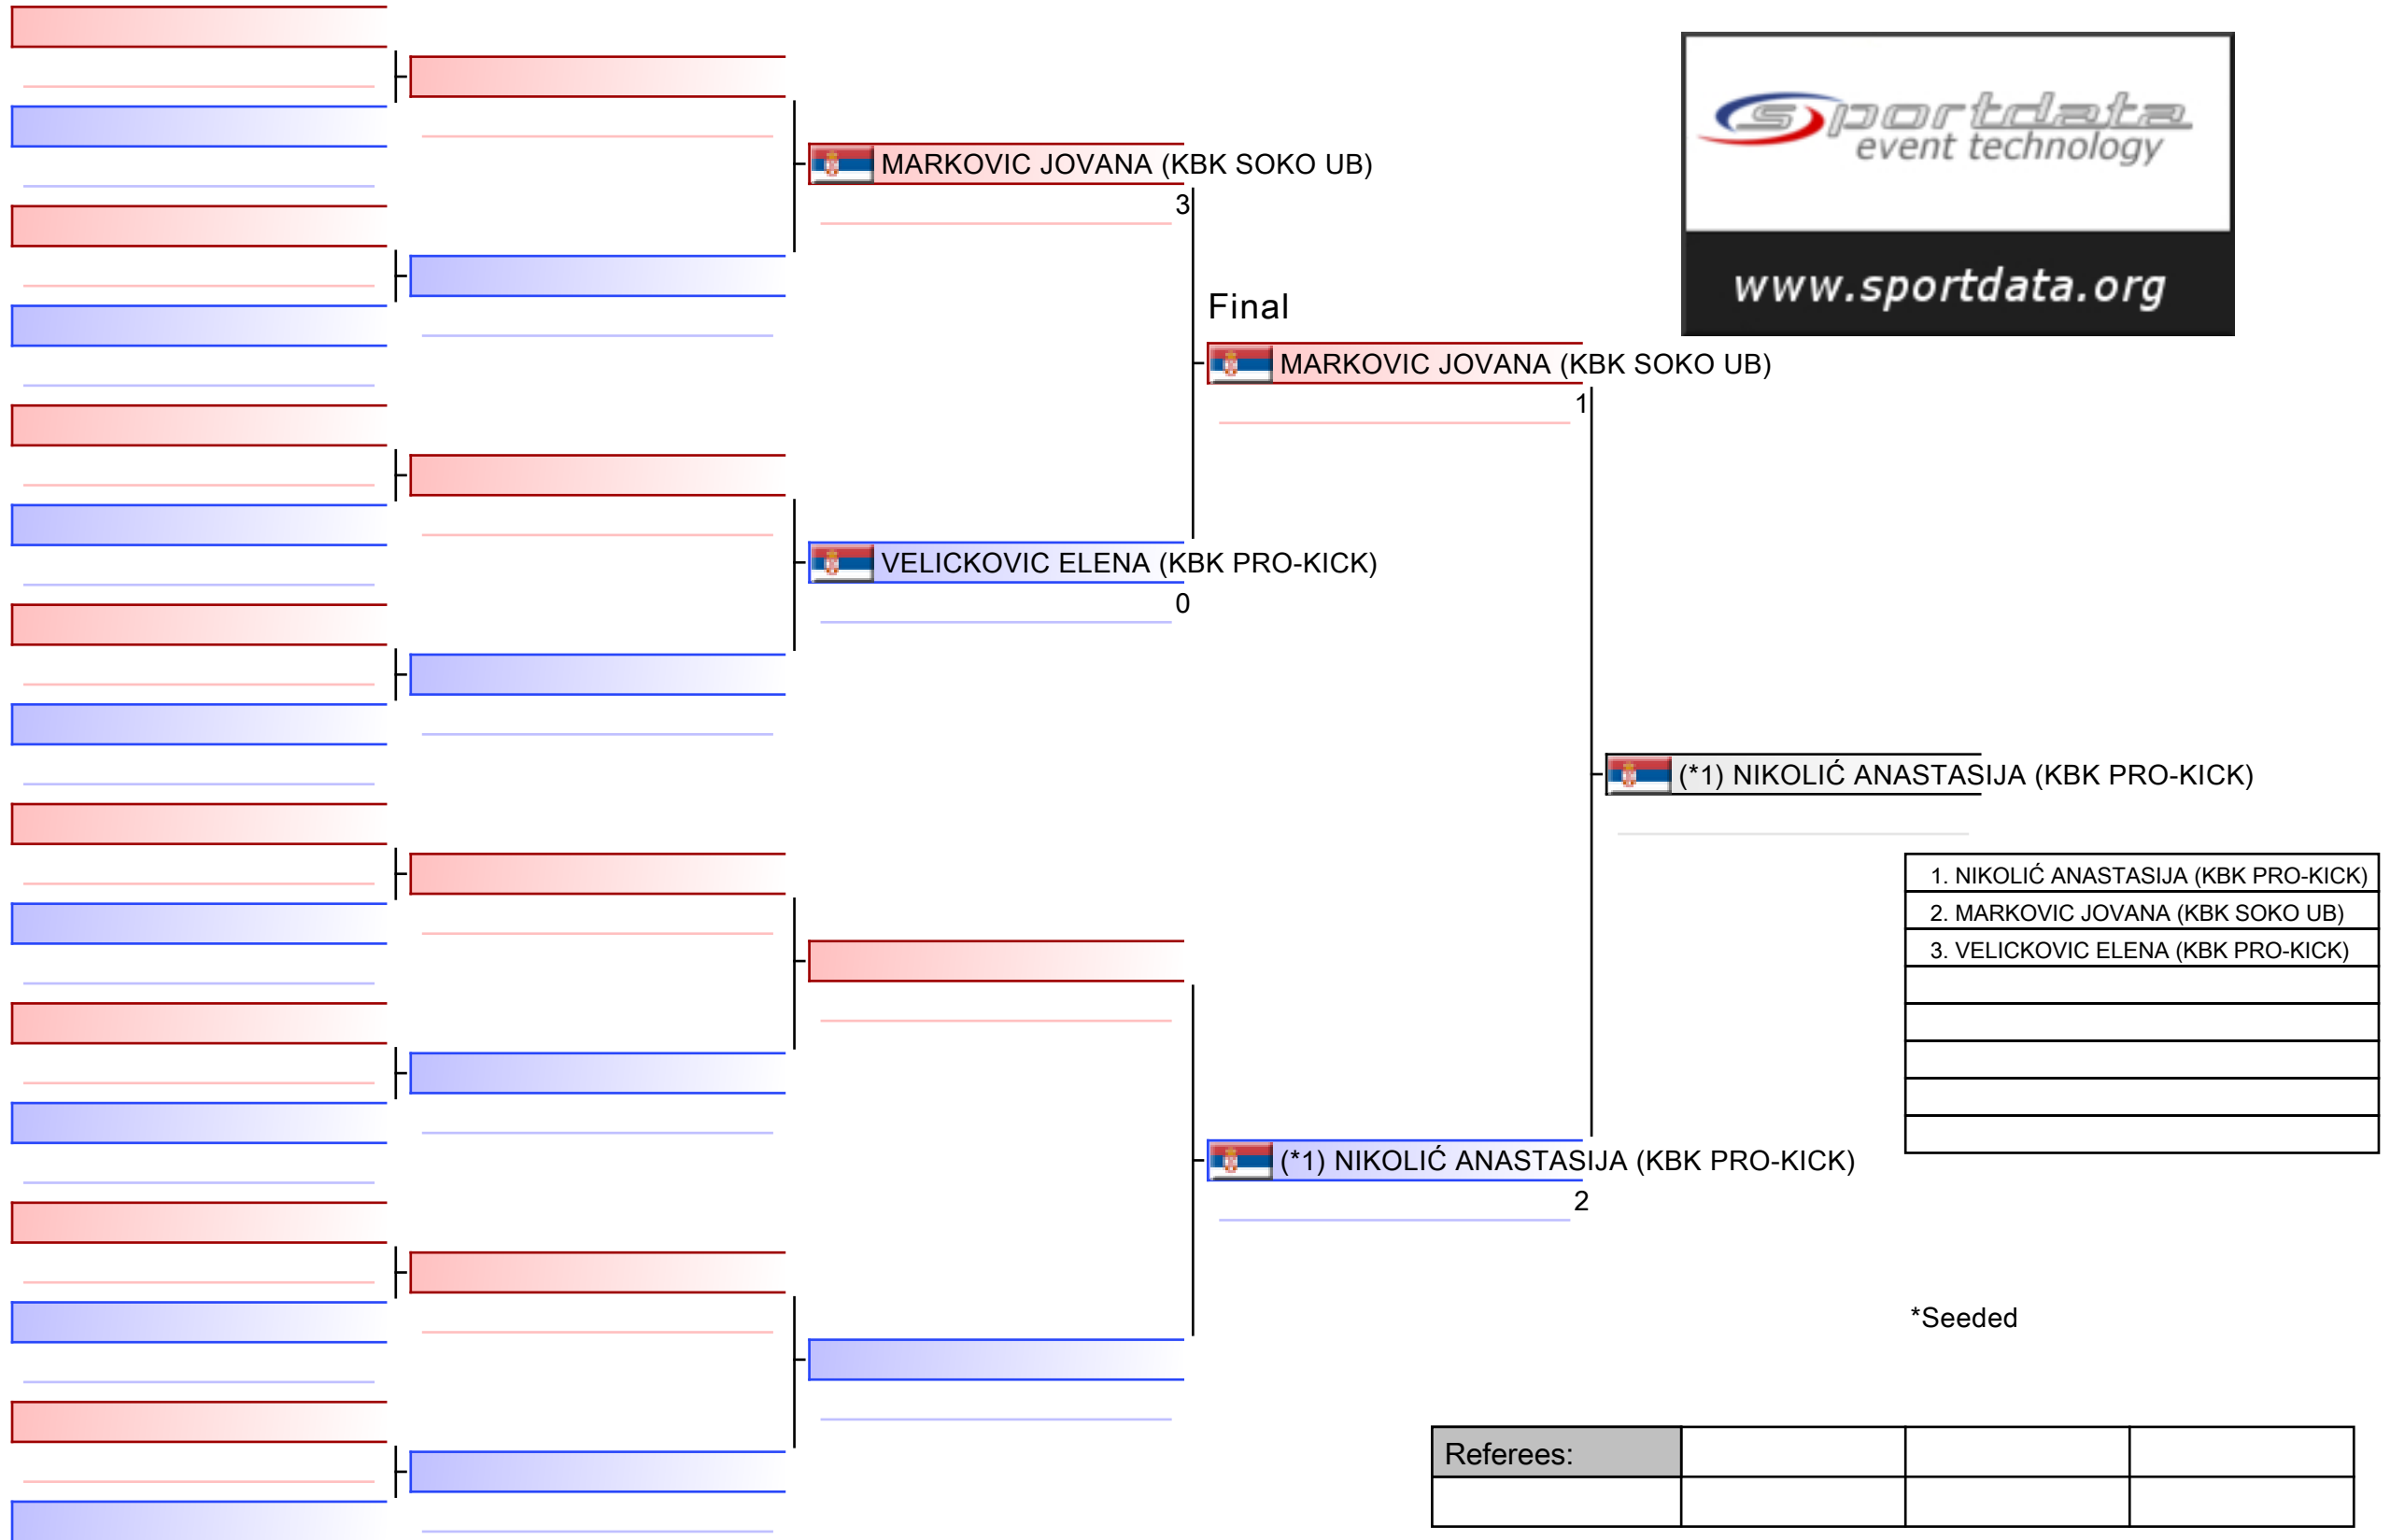 sportdata
event technology
www.sportdata.org
MARKOVIC JOVANA (KBK SOKO UB)
3
Final
MARKOVIC JOVANA (KBK SOKO UB)
1
VELICKOVIC ELENA (KBK PRO-KICK)
0
(*1) NIKOLIĆ ANASTASIJA (KBK PRO-KICK)
1. NIKOLIĆ ANASTASIJA (KBK PRO-KICK)
2. MARKOVIC JOVANA (KBK SOKO UB)
3. VELICKOVIC ELENA (KBK PRO-KICK)
(*1) NIKOLIĆ ANASTASIJA (KBK PRO-KICK)
2
*Seeded
Referees: